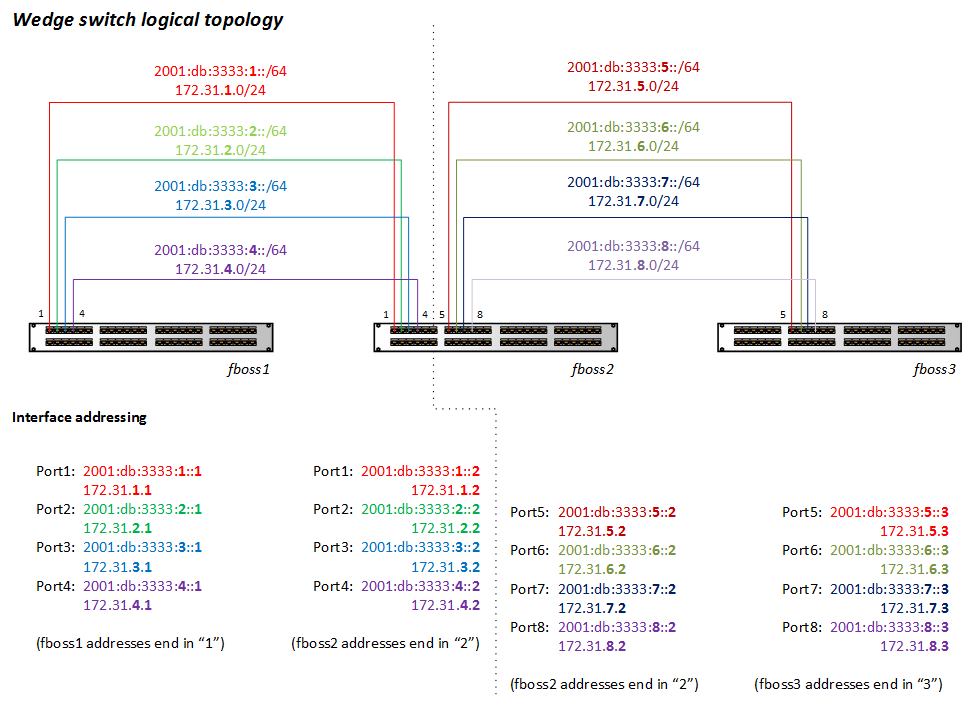 Wedge switch logical topology
2001:db:3333:1::/64
172.31.1.0/24
2001:db:3333:2::/64
172.31.2.0/24
2001:db:3333:3::/64
172.31.3.0/24
2001:db:3333:4::/64
172.31.4.0/24
2001:db:3333:5::/64
172.31.5.0/24
2001:db:3333:6::/64
172.31.6.0/24
2001:db:3333:7::/64
172.31.7.0/24
2001:db:3333:8::/64
172.31.8.0/24
1 4
1 4 5 8
5 8
fboss1
fboss2
fboss3
Interface addressing
Port1: 2001:db:3333:1::1
172.31.1.1
Port2: 2001:db:3333:2::1
172.31.2.1
Port3: 2001:db:3333:3::1
172.31.3.1
Port4: 2001:db:3333:4::1
172.31.4.1
(fboss1 addresses end in “1”)
Port1: 2001:db:3333:1::2
172.31.1.2
Port2: 2001:db:3333:2::2
172.31.2.2
Port3: 2001:db:3333:3::2
172.31.3.2
Port4: 2001:db:3333:4::2
172.31.4.2
(fboss2 addresses end in “2”)
Port5: 2001:db:3333:5::2
172.31.5.2
Port6: 2001:db:3333:6::2
172.31.6.2
Port7: 2001:db:3333:7::2
172.31.7.2
Port8: 2001:db:3333:8::2
172.31.8.2
(fboss2 addresses end in “2”)
Port5: 2001:db:3333:5::3
172.31.5.3
Port6: 2001:db:3333:6::3
172.31.6.3
Port7: 2001:db:3333:7::3
172.31.7.3
Port8: 2001:db:3333:8::3
172.31.8.3
(fboss3 addresses end in “3”)